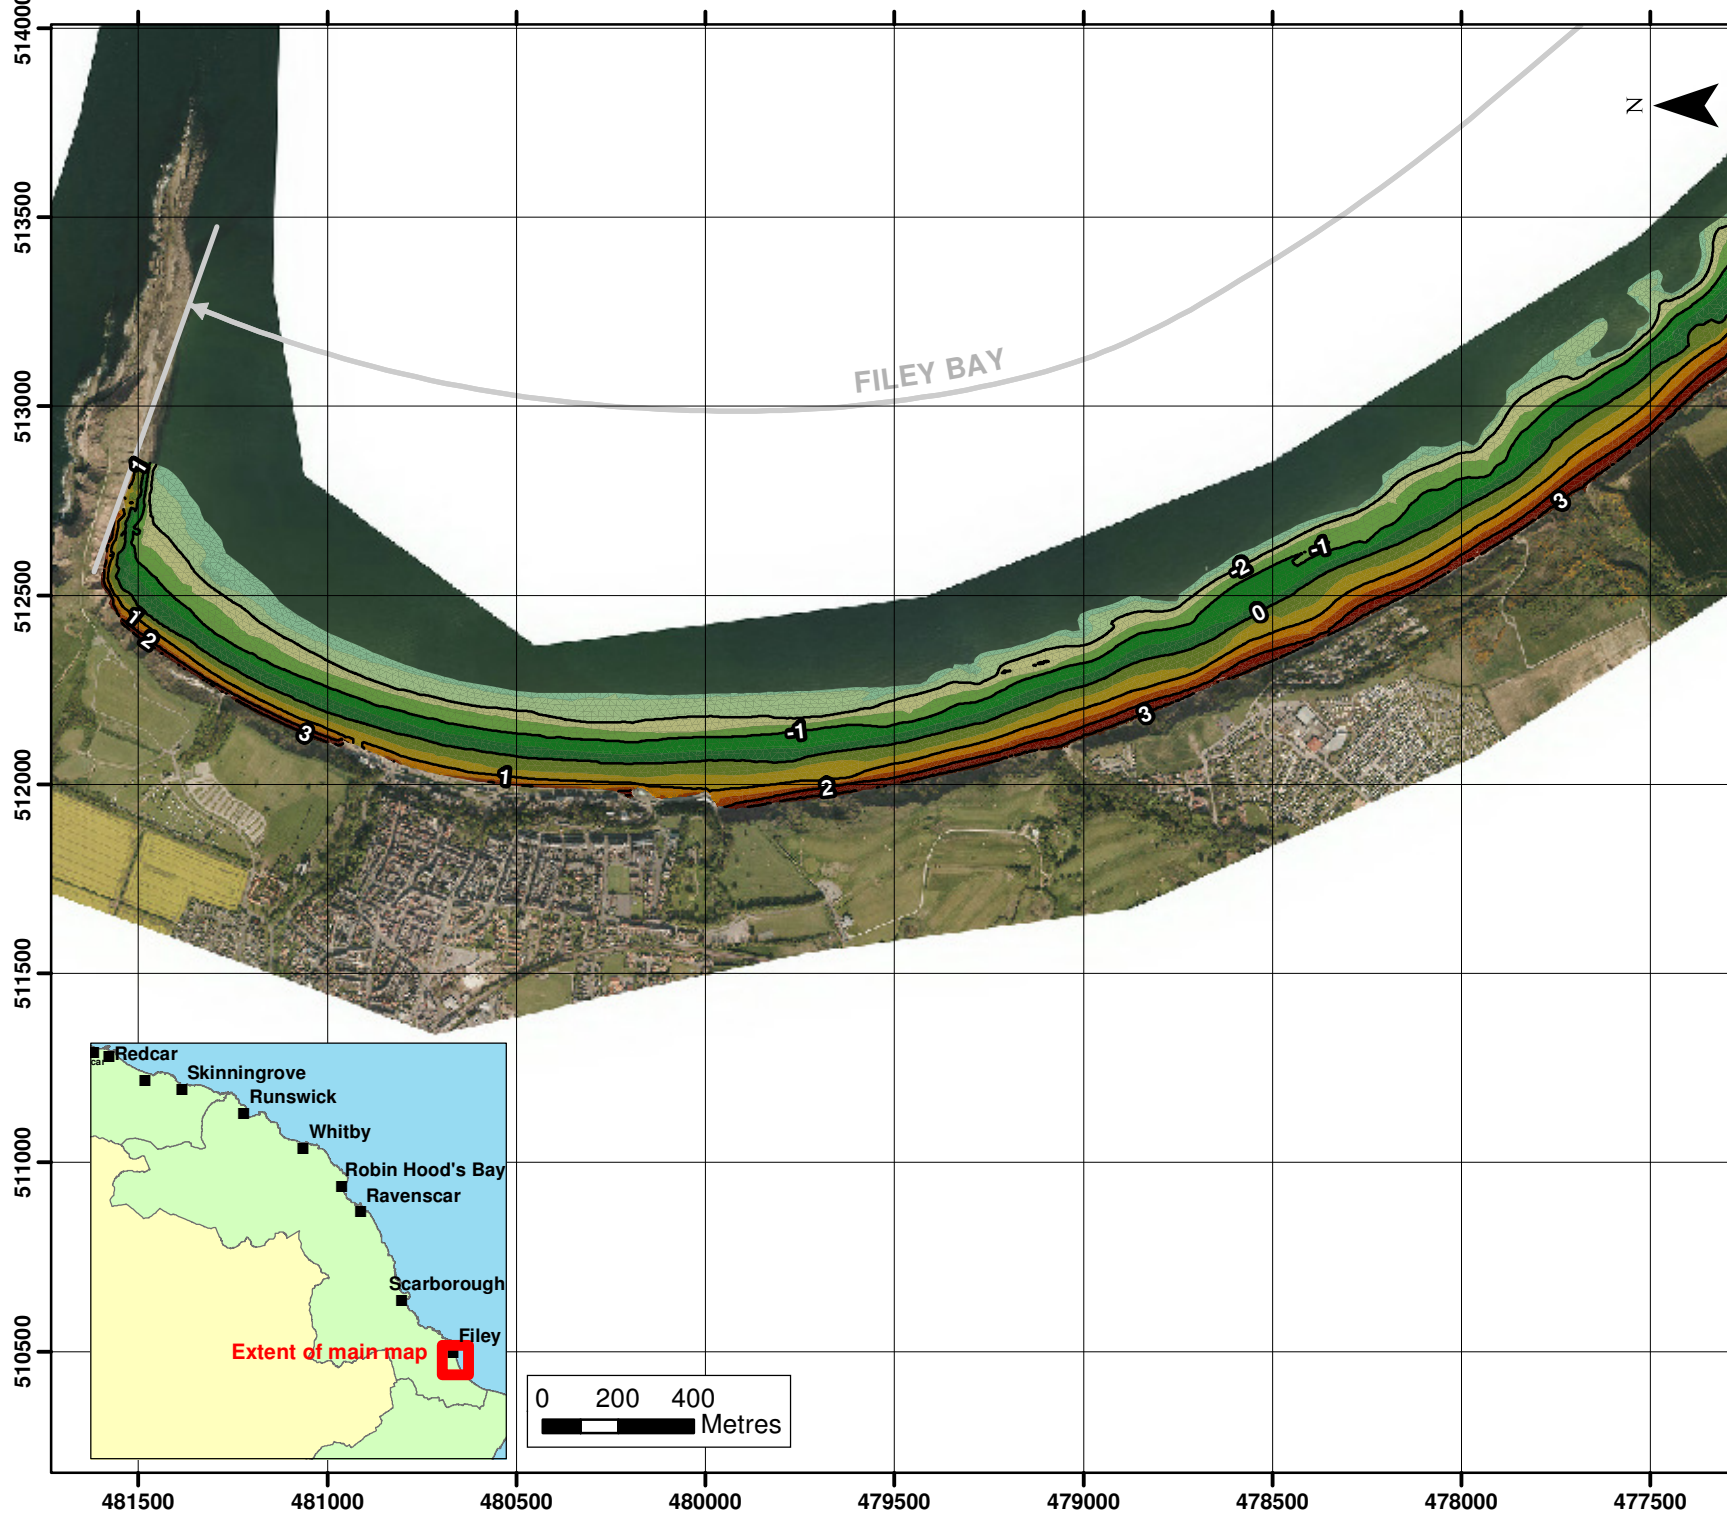 514000
513500
513000
512500
512000
511500
511000
510500
N
FILEY BAY
1
1
2
3
1
-1
2
3
-2
-1
0
3
Redcar
car
Skinningrove
Runswick
Whitby
Robin Hood's Bay
Ravenscar
Scarborough
Filey
Extent of main map
0 200 400
Metres
481500 481000 480500 480000 479500 479000 478500 478000 477500